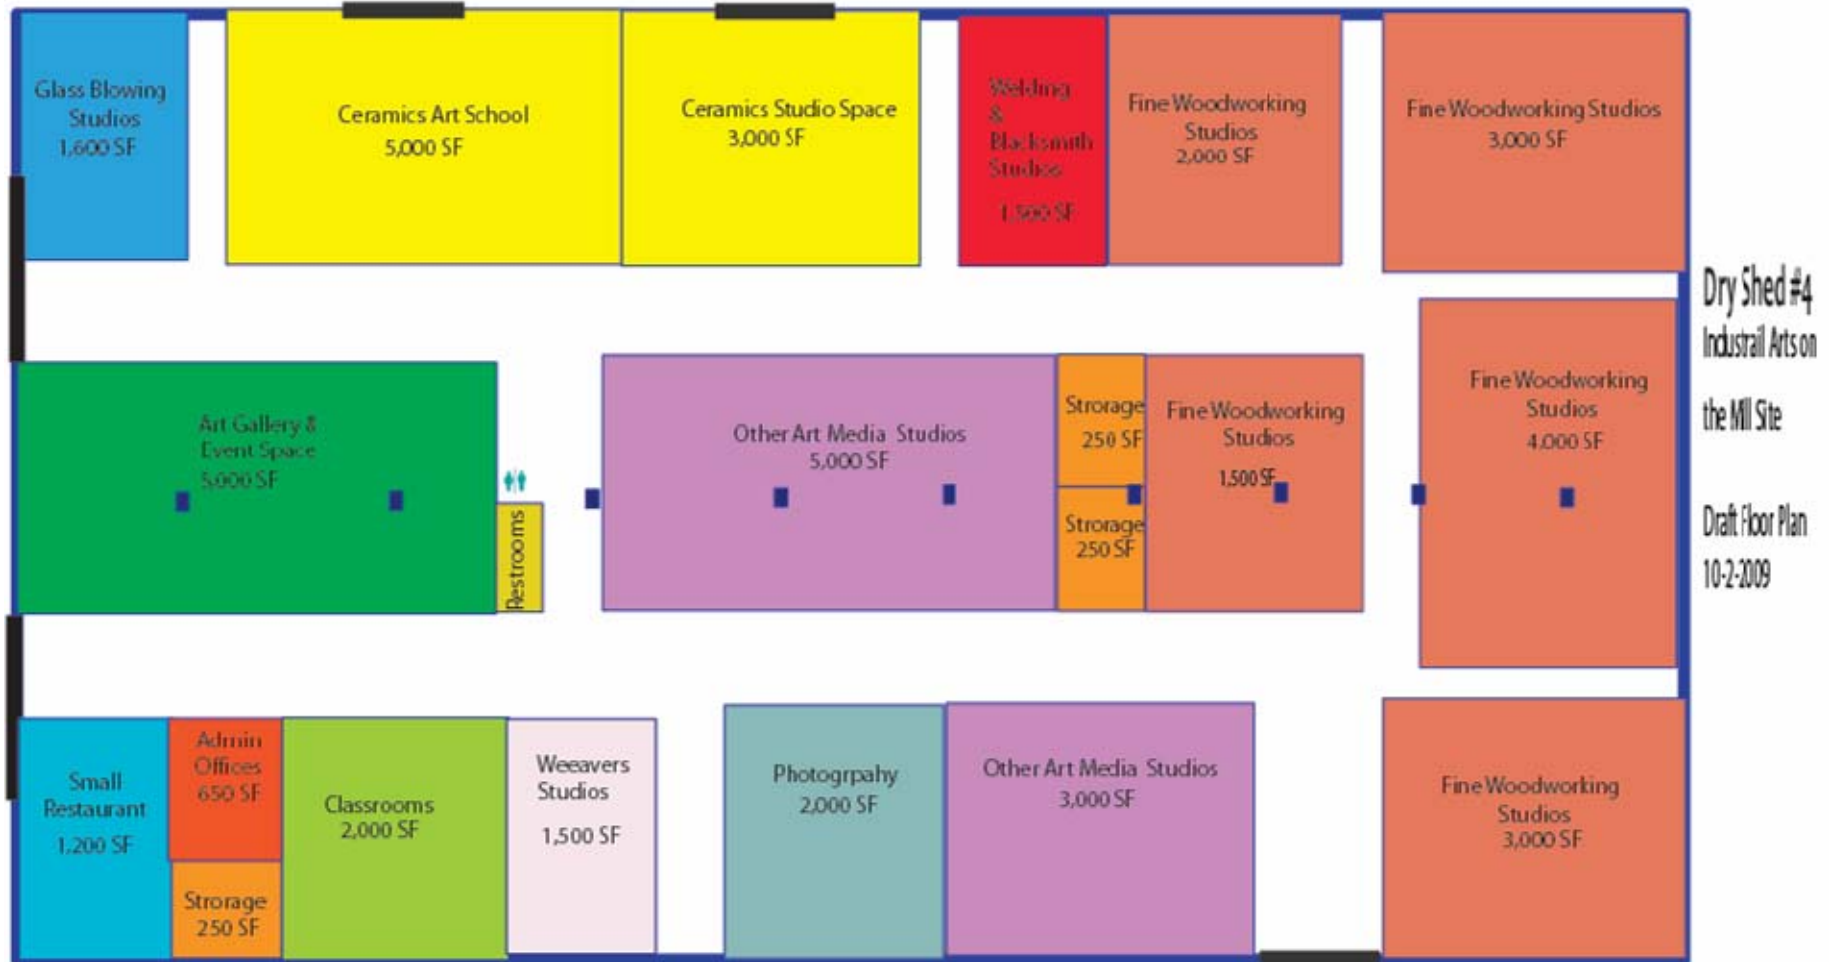 Glass Blowing
Studios
1,600 SF
Ceramics Art School
5,000 SF
Ceramics Studio Space
3,000 SF
Welding
&
Blacksmith
Studios
1,500 SF
Fine Woodworking
Studios
2,000 SF
Fine Woodworking Studios
3,000 SF
Art Gallery &
Event Space
5,000 SF
Restrooms
Other Art Media Studios
5,000 SF
Strorage
250 SF
Strorage
250 SF
Fine Woodworking
Studios
1,500 SF
Fine Woodworking
Studios
4,000 SF
Small
Restaurant
1,200 SF
Admin
Offices
650 SF
Strorage
250 SF
Classrooms
2,000 SF
Weeavers
Studios
1,500 SF
Photogrpahy
2,000 SF
Other Art Media Studios
3,000 SF
Fine Woodworking
Studios
3,000 SF
Dry Shed #4
Industrail Arts on
the Mill Site
Draft Floor Plan
10-2-2009